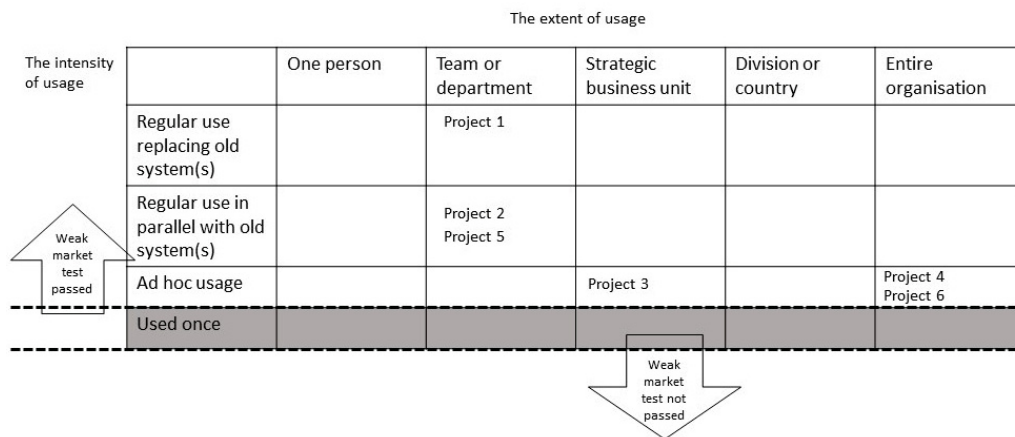 The extent of usage
The intensity
of usage
One person
Team or
department
Strategic
business unit
Division or
country
Entire
organisation
Regular use
replacing old
system(s)
Project 1
Regular use in
parallel with old
system(s)
Project 2
Project 5
Weak
market
test
passed
Ad hoc usage
Project 3
Project 4
Project 6
Used once
Weak
market
test not
passed